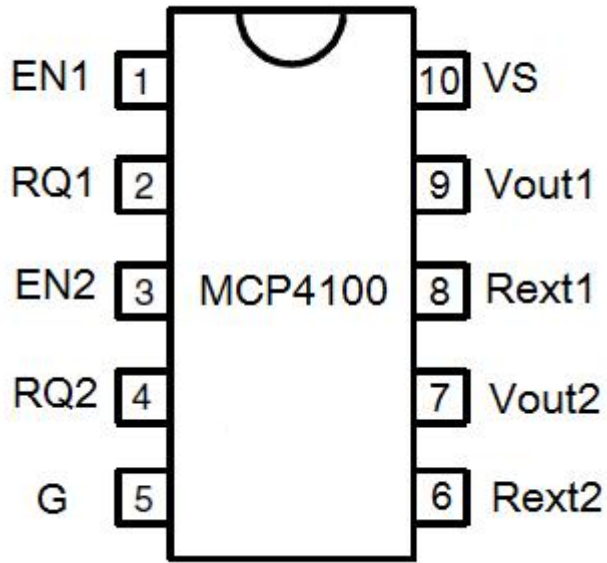 EN1 1 10 VS
RQ1 2 9 Vout1
EN2 3 MCP4100 8 Rext1
RQ2 4 7 Vout2
G 5 6 Rext2